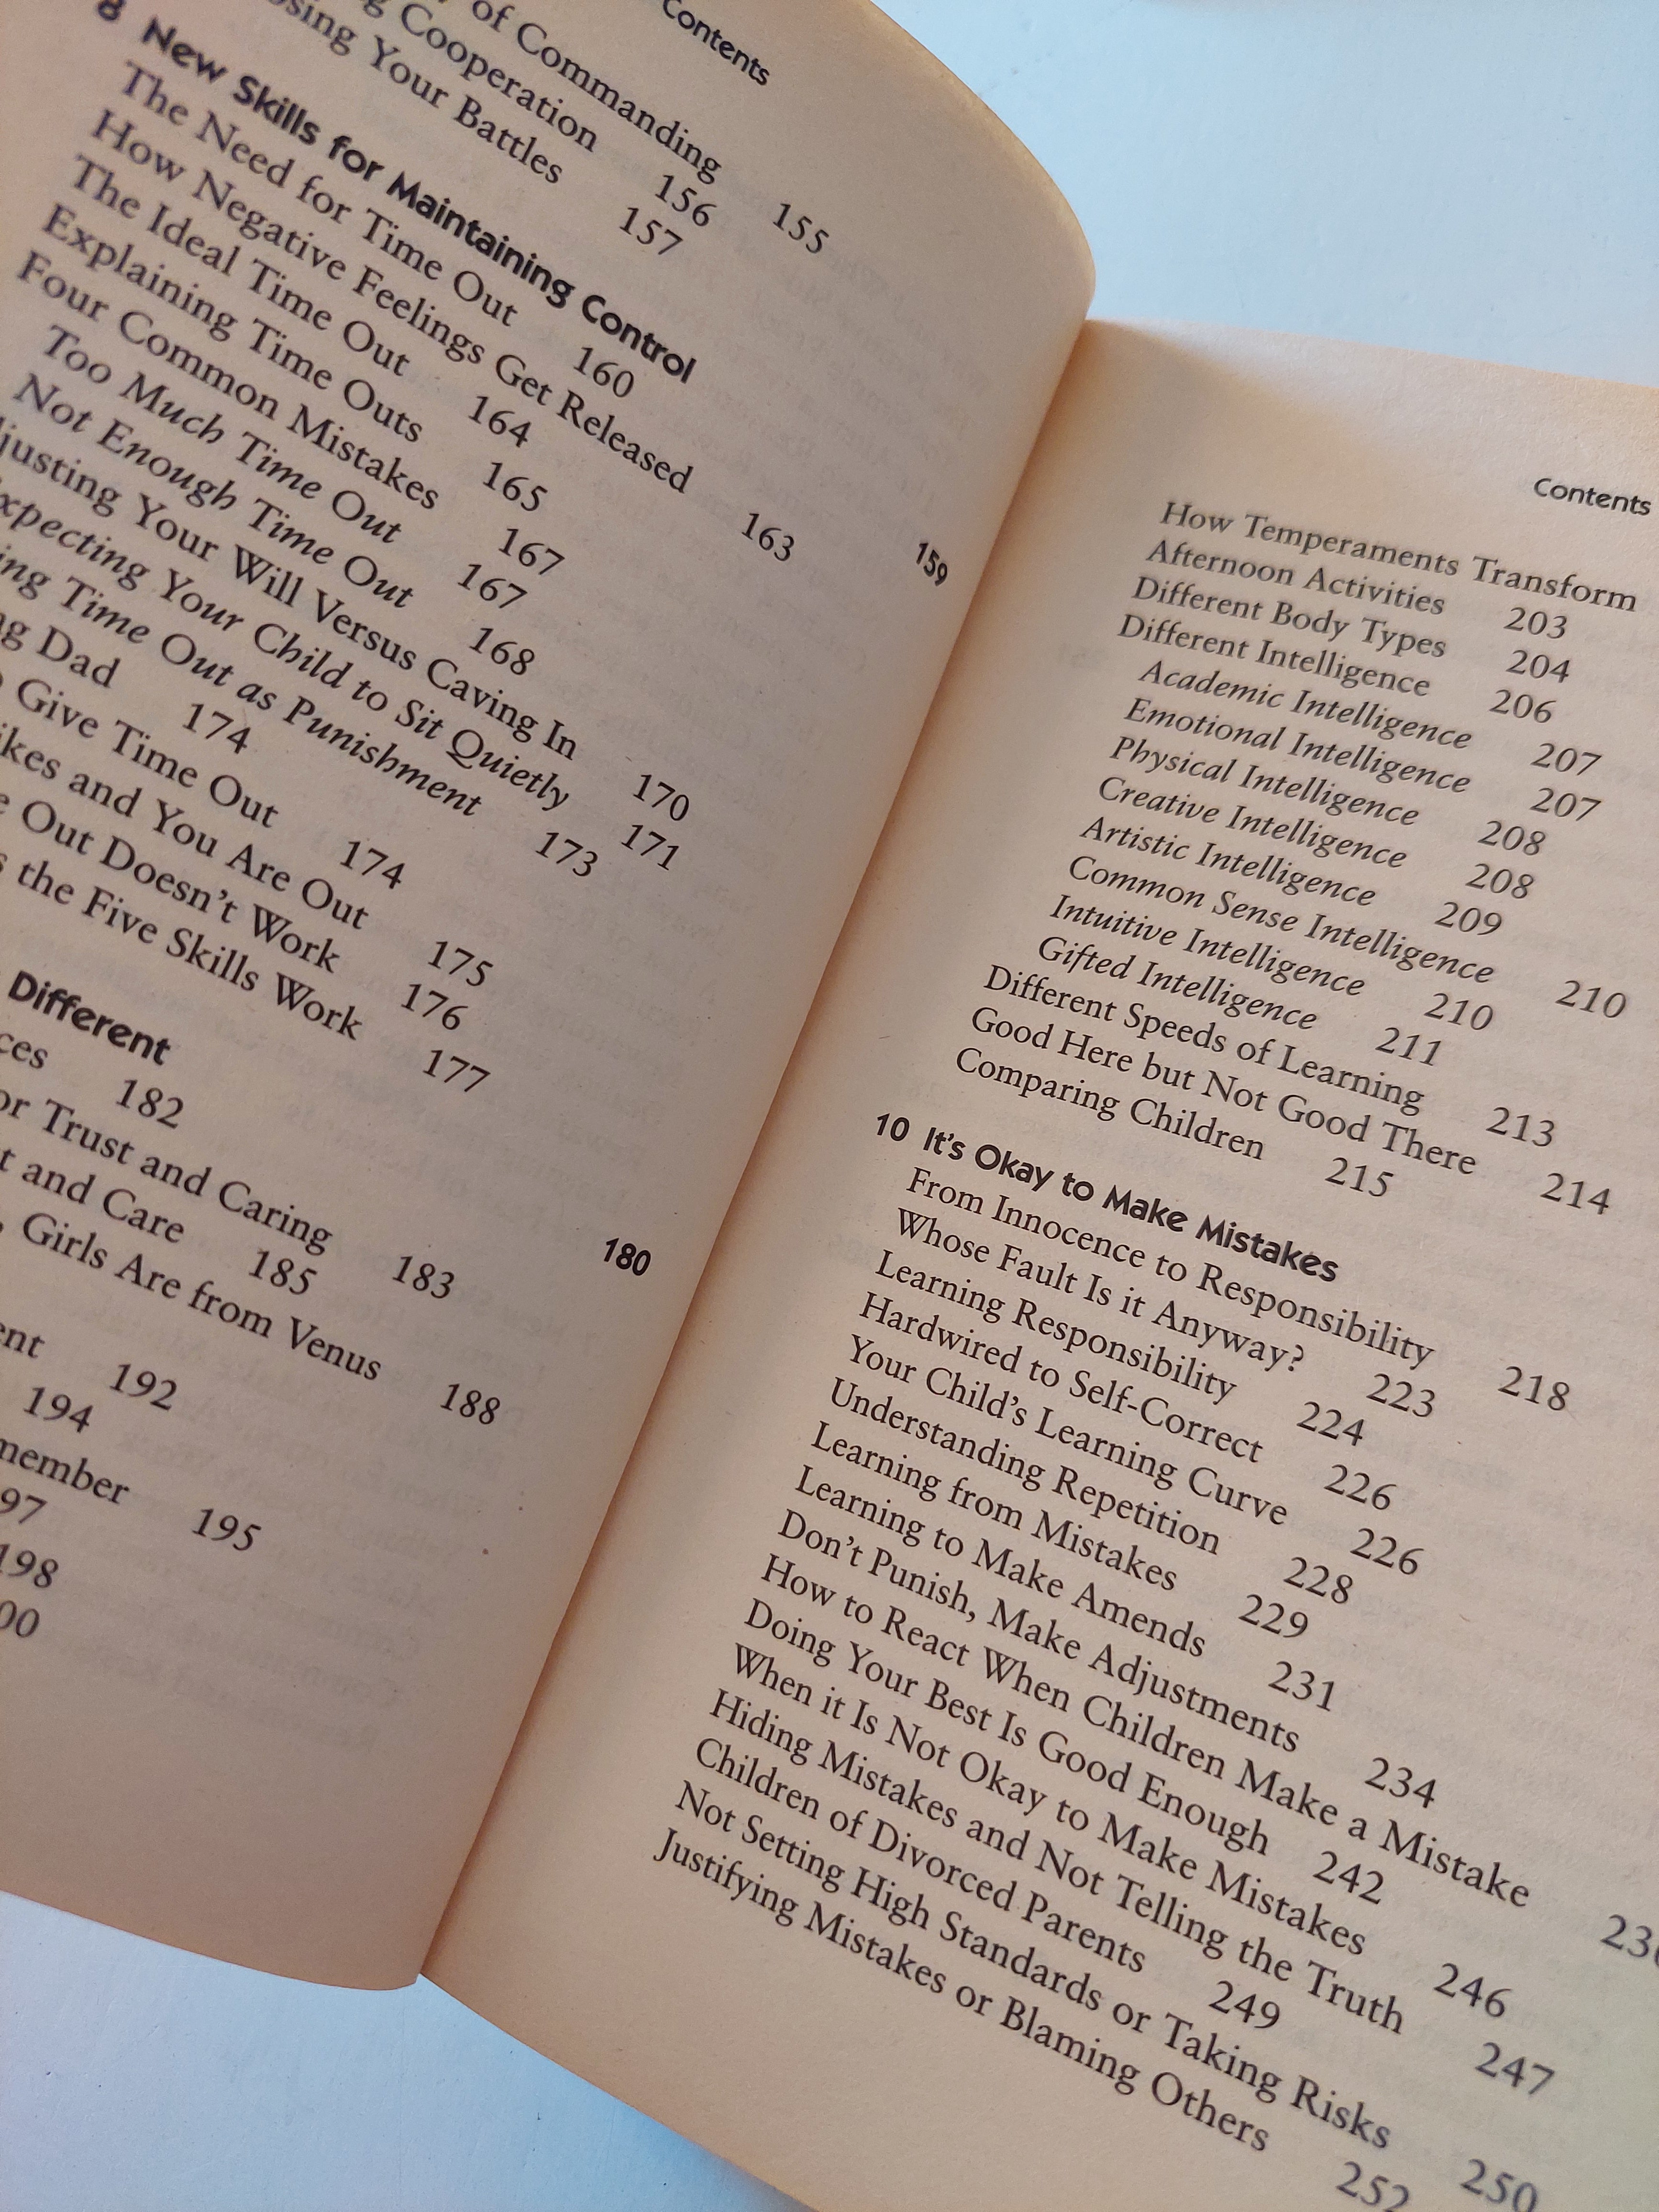 Contents
of Commanding 155
Cooperation 156
Your Battles 157
8 New Skills for Maintaining Control 159
The Need for Time Out 160
How Negative Feelings Get Released 163
The Ideal Time Out 164
Explaining Time Outs 165
Four Common Mistakes 167
Too Much Time Out 167
Not Enough Time Out 168
Your Will Versus Caving In 170
Your Child to Sit Quietly 171
Time Out as Punishment 173
Dad 174
Give Time Out 174
and You Are Out 175
Out Doesn't Work 176
the Five Skills Work 177
Different 180
182
Trust and Caring 183
and Care 185
Girls Are from Venus 188
192
194
195
Contents
How Temperaments Transform
Afternoon Activities 203
Different Body Types 204
Different Intelligence 206
Academic Intelligence 207
Emotional Intelligence 207
Physical Intelligence 208
Creative Intelligence 208
Artistic Intelligence 209
Common Sense Intelligence 210
Intuitive Intelligence 210
Gifted Intelligence 211
Different Speeds of Learning 213
Good Here but Not Good There 214
Comparing Children 215
10 It's Okay to Make Mistakes
From Innocence to Responsibility 218
Whose Fault Is it Anyway? 223
Learning Responsibility 224
Hardwired to Self-Correct 226
Your Child's Learning Curve 226
Understanding Repetition 228
Learning from Mistakes 229
Learning to Make Amends 231
Don't Punish, Make Adjustments 234
How to React When Children Make a Mistake
Doing Your Best Is Good Enough 242
When it Is Not Okay to Make Mistakes 246
Hiding Mistakes and Not Telling the Truth 247
Children of Divorced Parents 249
Not Setting High Standards or Taking Risks 250
Justifying Mistakes or Blaming Others 252